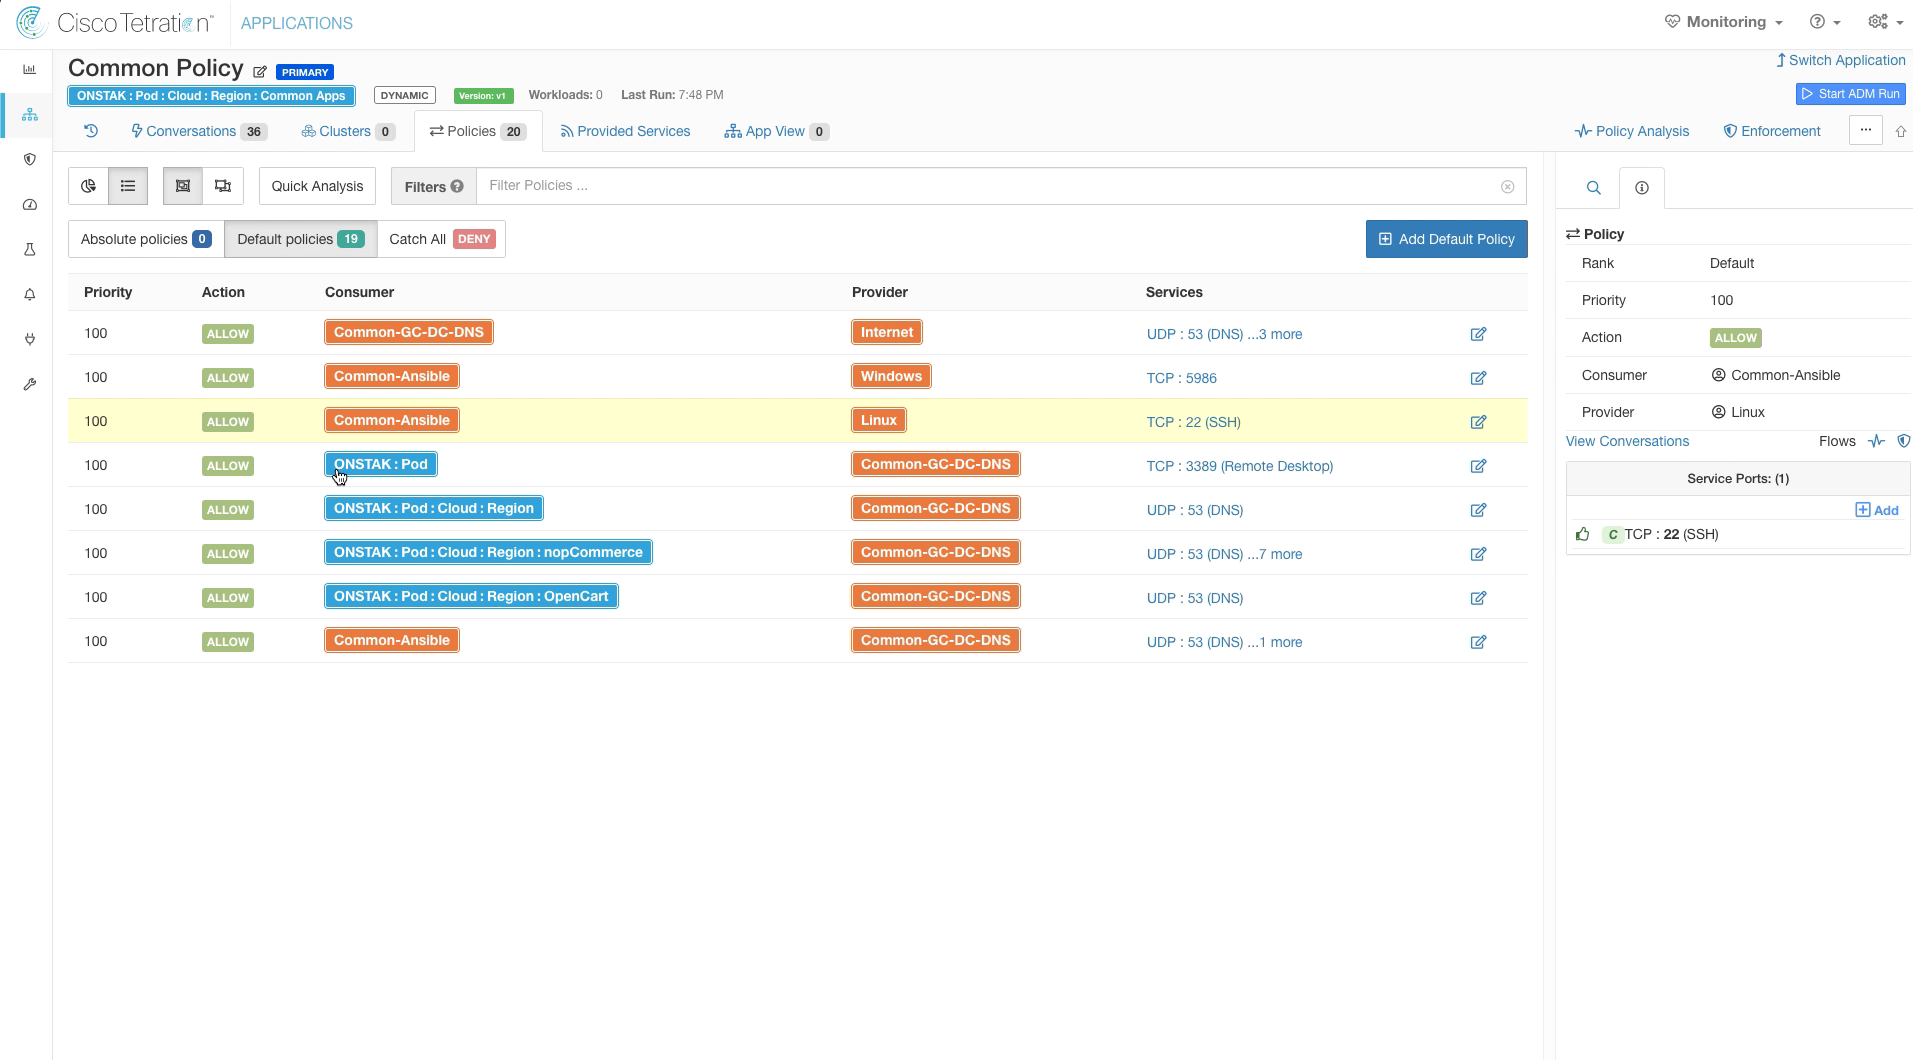 Cisco Tetration™ APPLICATIONS Monitoring
Common Policy PRIMARY Switch Application
ONSTAK : Pod : Cloud : Region : Common Apps DYNAMIC Version: v1 Workloads: 0 Last Run: 7:48 PM Start ADM Run
Conversations 36 Clusters 0 Policies 20 Provided Services App View 0 Policy Analysis Enforcement ...
Quick Analysis Filters ? Filter Policies ...
Absolute policies 0 Default policies 19 Catch All DENY Add Default Policy
Priority Action Consumer Provider Services
100 ALLOW Common-GC-DC-DNS Internet UDP : 53 (DNS) ...3 more
100 ALLOW Common-Ansible Windows TCP : 5986
100 ALLOW Common-Ansible Linux TCP : 22 (SSH)
100 ALLOW ONSTAK : Pod Common-GC-DC-DNS TCP : 3389 (Remote Desktop)
100 ALLOW ONSTAK : Pod : Cloud : Region Common-GC-DC-DNS UDP : 53 (DNS)
100 ALLOW ONSTAK : Pod : Cloud : Region : nopCommerce Common-GC-DC-DNS UDP : 53 (DNS) ...7 more
100 ALLOW ONSTAK : Pod : Cloud : Region : OpenCart Common-GC-DC-DNS UDP : 53 (DNS)
100 ALLOW Common-Ansible Common-GC-DC-DNS UDP : 53 (DNS) ...1 more
Policy
Rank Default
Priority 100
Action ALLOW
Consumer Common-Ansible
Provider Linux
View Conversations Flows
Service Ports: (1)
Add
C TCP : 22 (SSH)